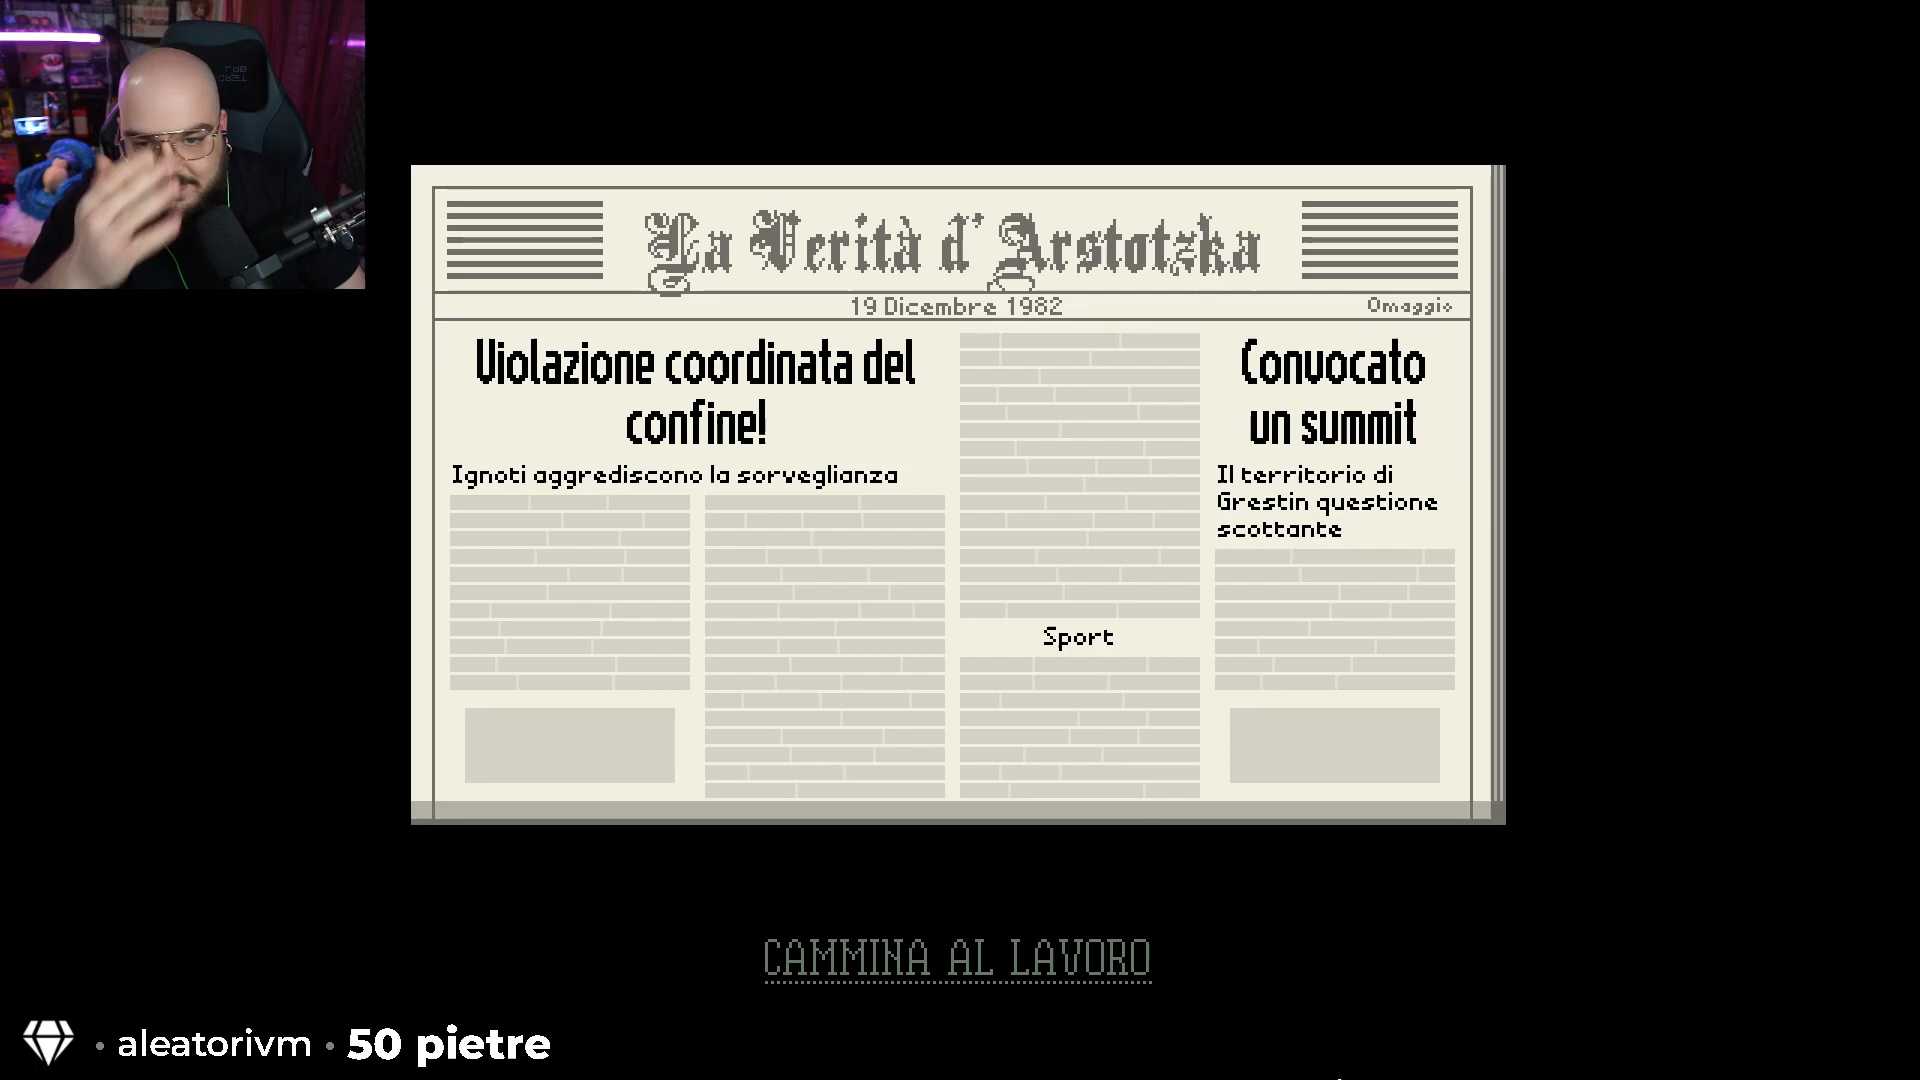 La Verità d'Arstotzka
19 Dicembre 1982
Omaggio
Violazione coordinata del
confine!
Ignoti aggrediscono la sorveglianza
Sport
Convocato
un summit
Il territorio di
Grestin questione
scottante
CAMMINA AL LAVORO
• aleatorivm • 50 pietre